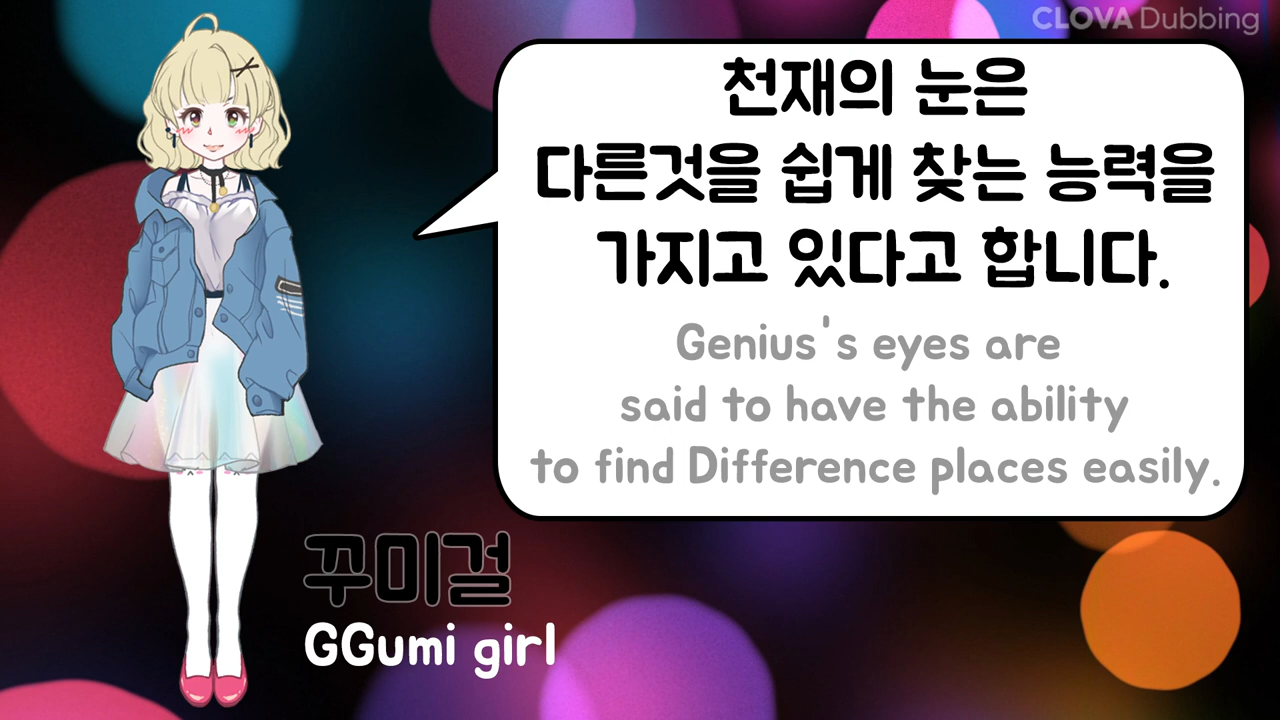 CLOVA Dubbing
천재의 눈은
다른것을 쉽게 찾는 능력을
가지고 있다고 합니다.
Genius's eyes are
said to have the ability
to find Difference places easily.
꾸미걸
GGumi girl